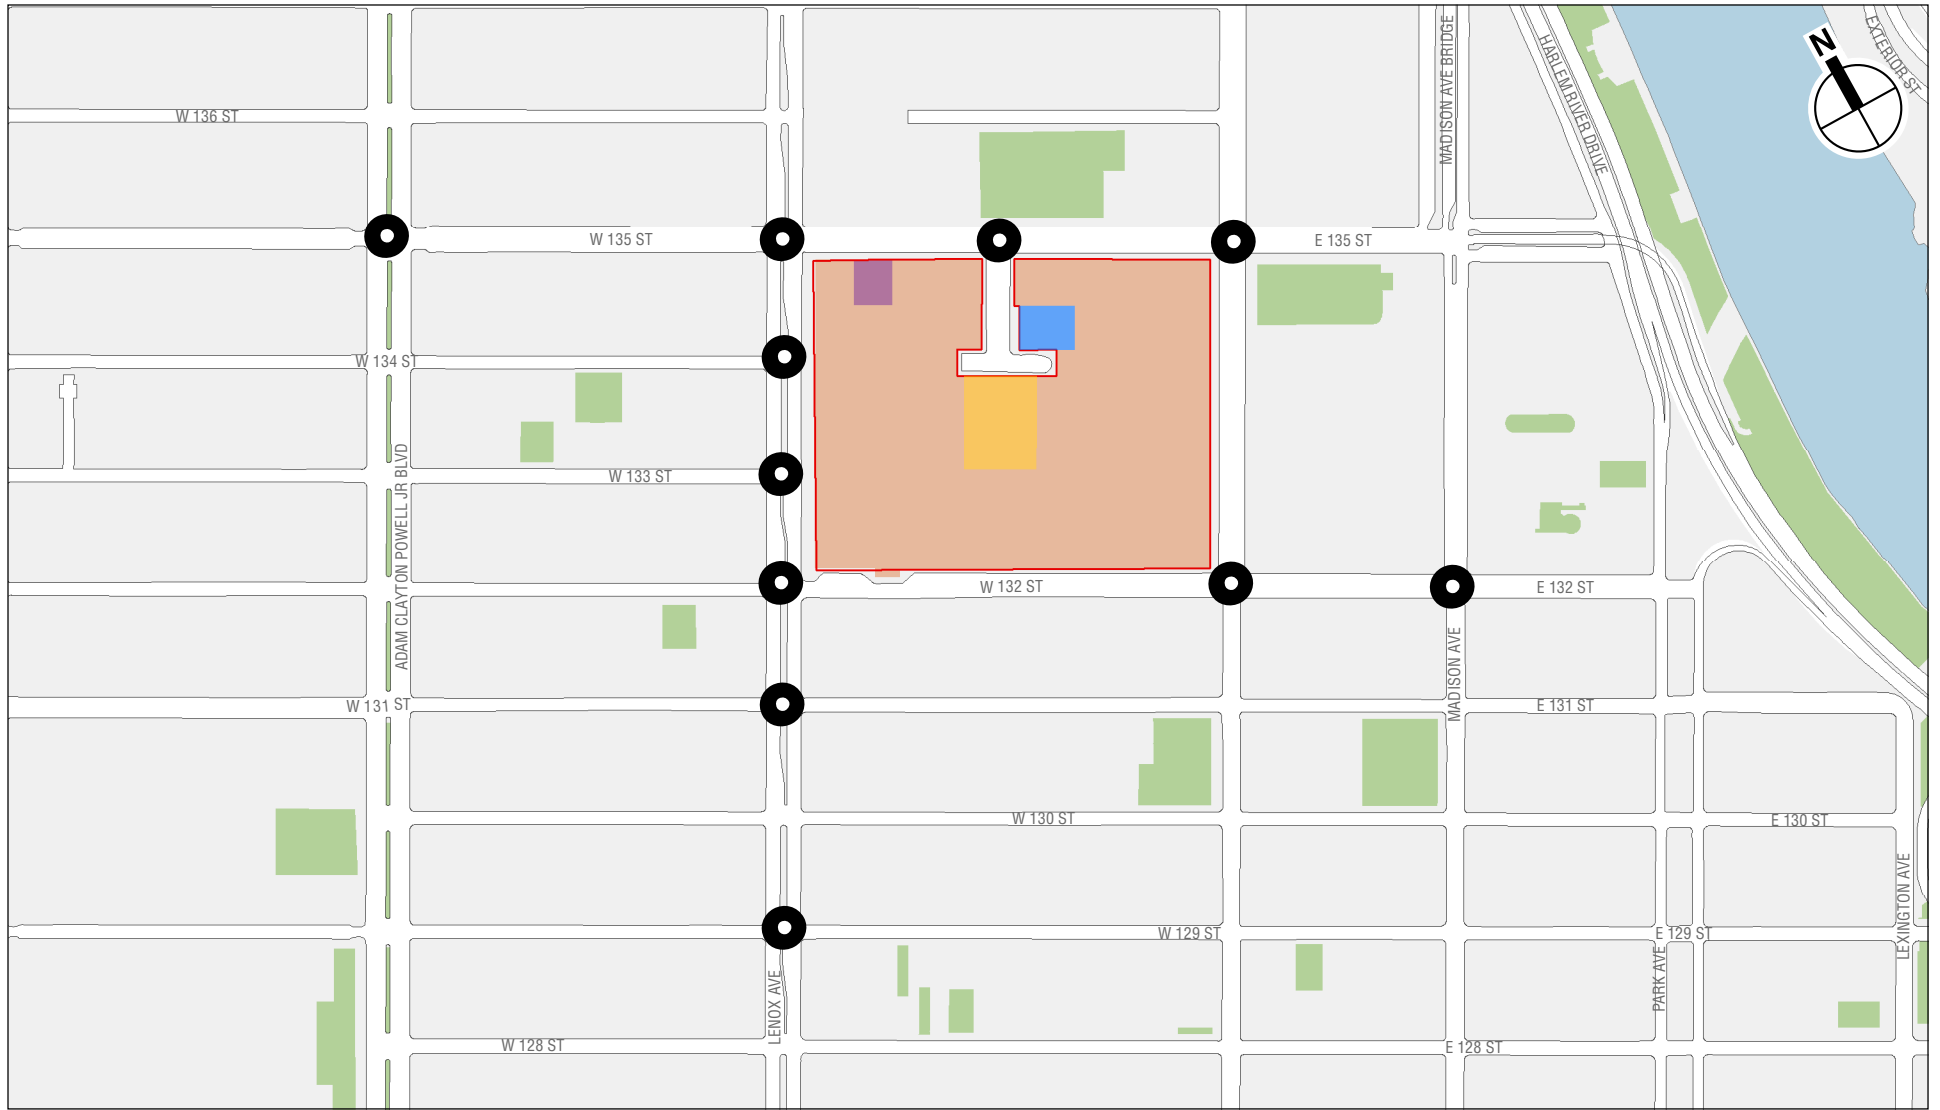 MADISON AVE BRIDGE
HARLEM RIVER DRIVE
EXTERIOR ST
N
W 136 ST
W 135 ST
E 135 ST
W 134 ST
ADAM CLAYTON POWELL JR BLVD
W 133 ST
W 132 ST
E 132 ST
MADISON AVE
W 131 ST
E 131 ST
W 130 ST
E 130 ST
LEXINGTON AVE
W 129 ST
E 129 ST
PARK AVE
LENOX AVE
W 128 ST
E 128 ST